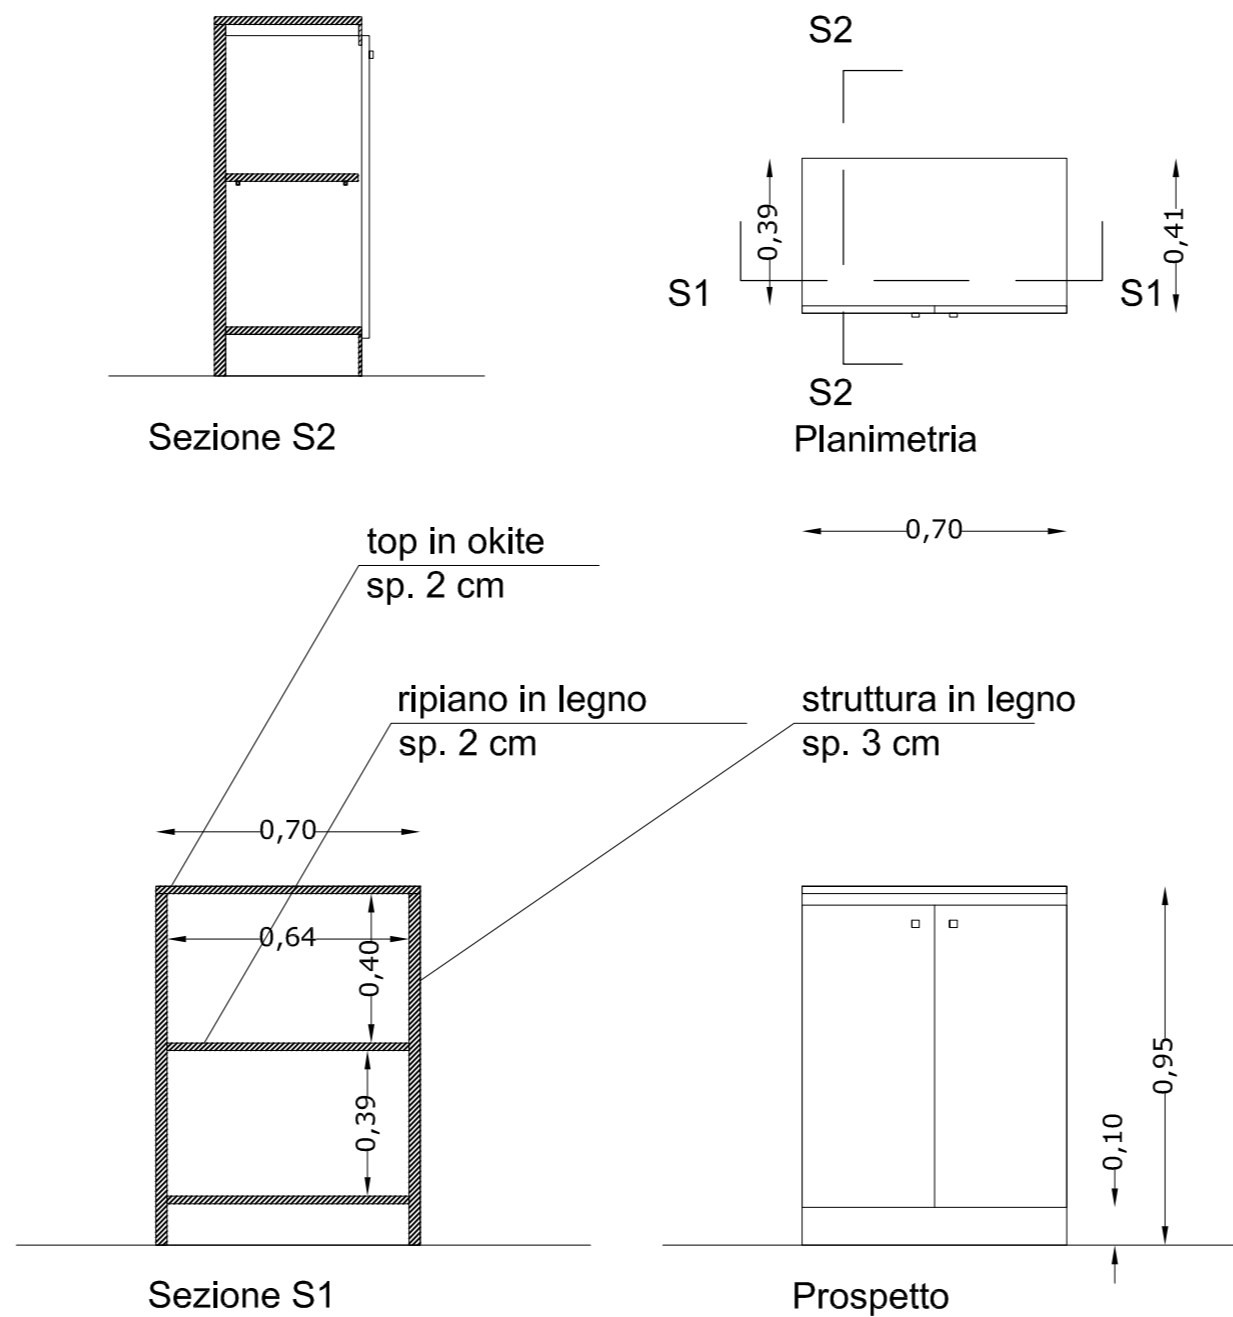 S2
0,39
0,41
S1
S1
S2
Sezione S2
Planimetria
0,70
top in okite
sp. 2 cm
ripiano in legno
sp. 2 cm
struttura in legno
sp. 3 cm
0,70
0,64
0,40
0,39
0,95
0,10
Sezione S1
Prospetto